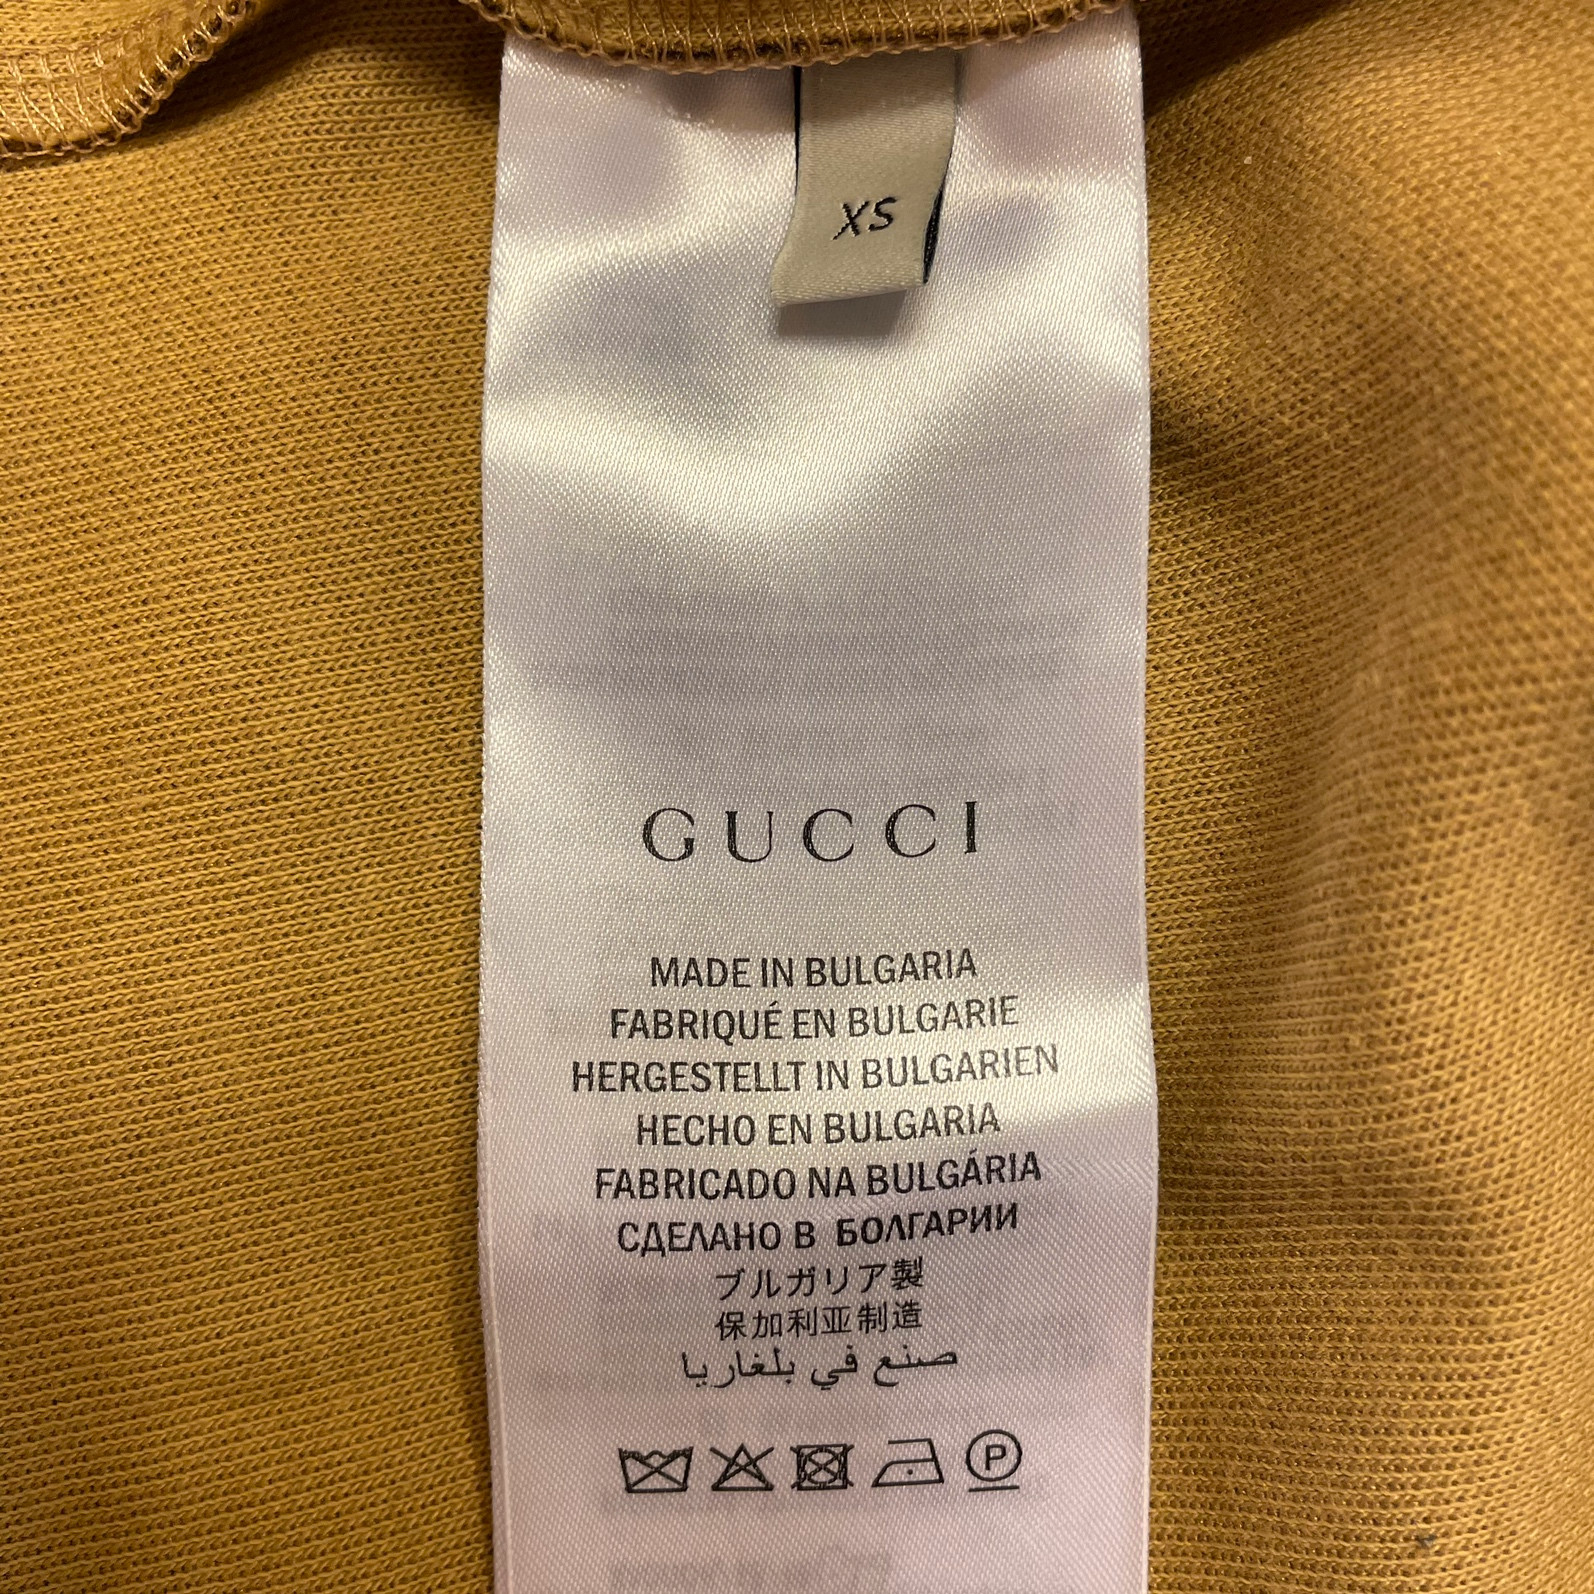 XS
GUCCI
MADE IN BULGARIA
FABRIQUÉ EN BULGARIE
HERGESTELLT IN BULGARIEN
HECHO EN BULGARIA
FABRICADO NA BULGÁRIA
СДЕЛАНО В БОЛГАРИИ
ブルガリア製
保加利亚制造
صنع في بلغاريا
P